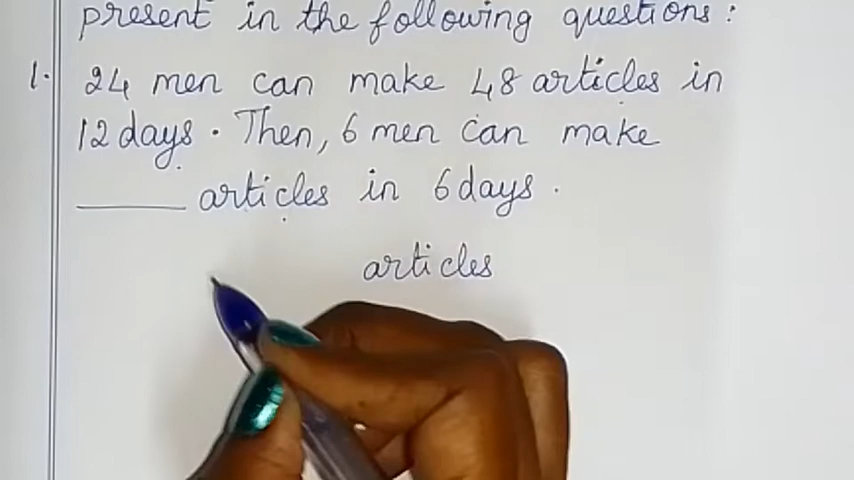 present in the following questions:
1. 24 men can make 48 articles in
12 days. Then, 6 men can make
______ articles in 6 days.
articles